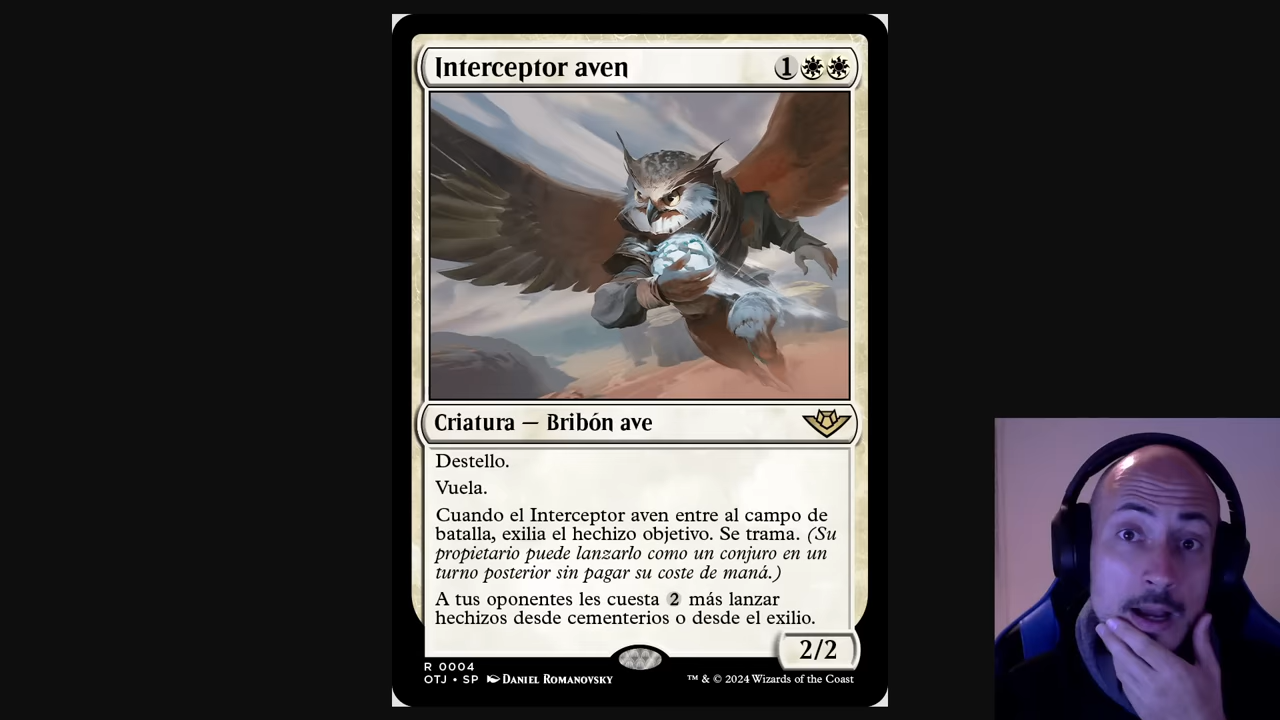 Interceptor aven 1
Criatura — Bribón ave
Destello.
Vuela.
Cuando el Interceptor aven entre al campo de
batalla, exilia el hechizo objetivo. Se trama. (Su
propietario puede lanzarlo como un conjuro en un
turno posterior sin pagar su coste de maná.)
A tus oponentes les cuesta 2 más lanzar
hechizos desde cementerios o desde el exilio.
2/2
R 0004
OTJ • SP DANIEL ROMANOVSKY
™ & © 2024 Wizards of the Coast